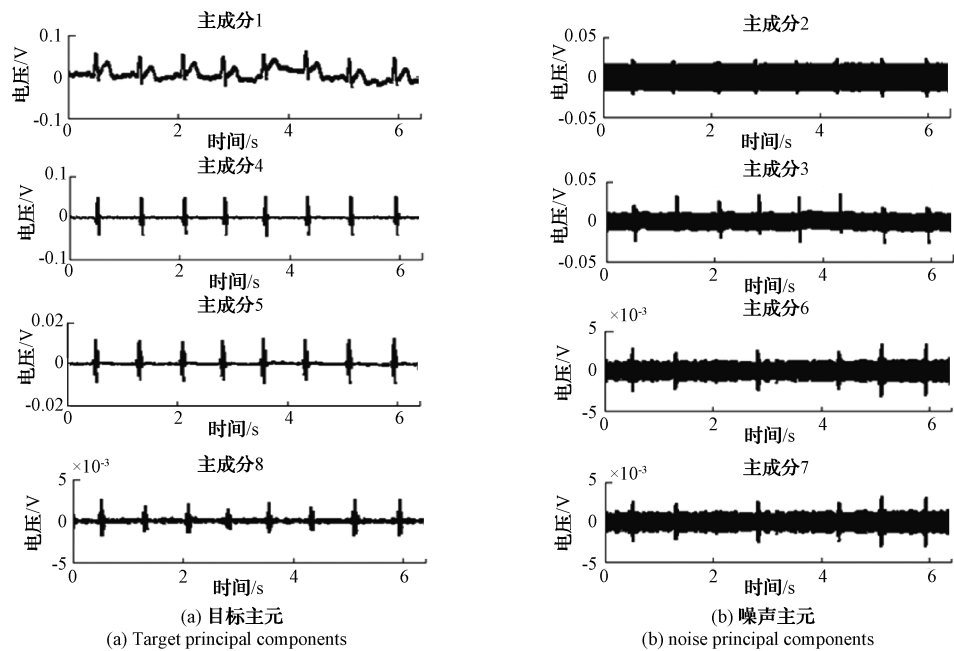 主成分1
0.1
0
-0.1
电压/V
0 2 4 6
时间/s
主成分4
0.1
0
-0.1
电压/V
0 2 4 6
时间/s
主成分5
0.02
0
-0.02
电压/V
0 2 4 6
时间/s
主成分8
×10-3
5
0
-5
电压/V
0 2 4 6
时间/s
(a) 目标主元
(a) Target principal components
主成分2
0.05
0
-0.05
电压/V
0 2 4 6
时间/s
主成分3
0.05
0
-0.05
电压/V
0 2 4 6
时间/s
主成分6
×10-3
5
0
-5
电压/V
0 2 4 6
时间/s
主成分7
×10-3
5
0
-5
电压/V
0 2 4 6
时间/s
(b) 噪声主元
(b) noise principal components